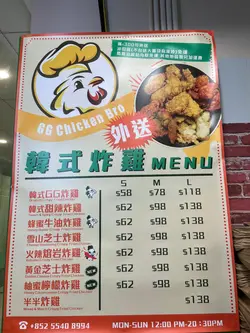 GG Chicken Bro
外送
韓式炸雞 MENU
S M L
韓式GG炸雞 $58 $78 $118
韓式甜辣炸雞 $62 $98 $138
蜂蜜牛油炸雞 $62 $98 $138
雪山芝士炸雞 $62 $98 $138
火辣熔岩炸雞 $62 $98 $138
黃金芝士炸雞 $62 $98 $138
柚蜜檸檬炸雞 $62 $98 $138
半半炸雞 $138
+852 5540 8994 MON-SUN 12:00 PM-20:30PM